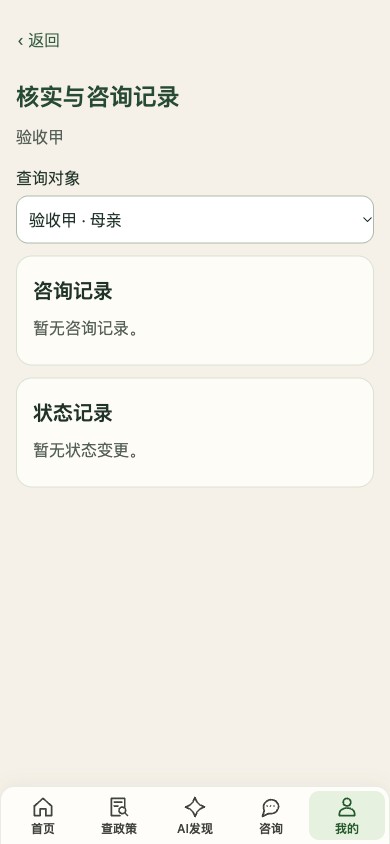 ‹ 返回
核实与咨询记录
验收甲
查询对象
验收甲 · 母亲
咨询记录
暂无咨询记录。
状态记录
暂无状态变更。
首页
查政策
AI发现
咨询
我的